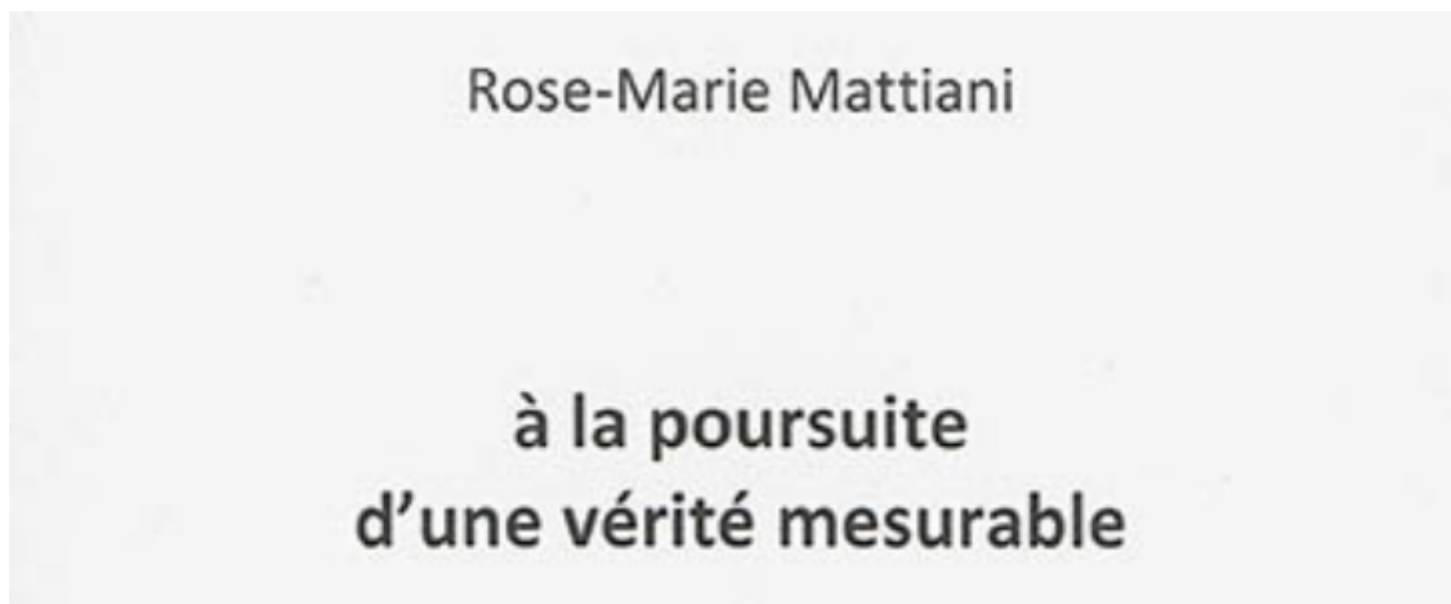 Rose-Marie Mattiani
à la poursuite
d’une vérité mesurable